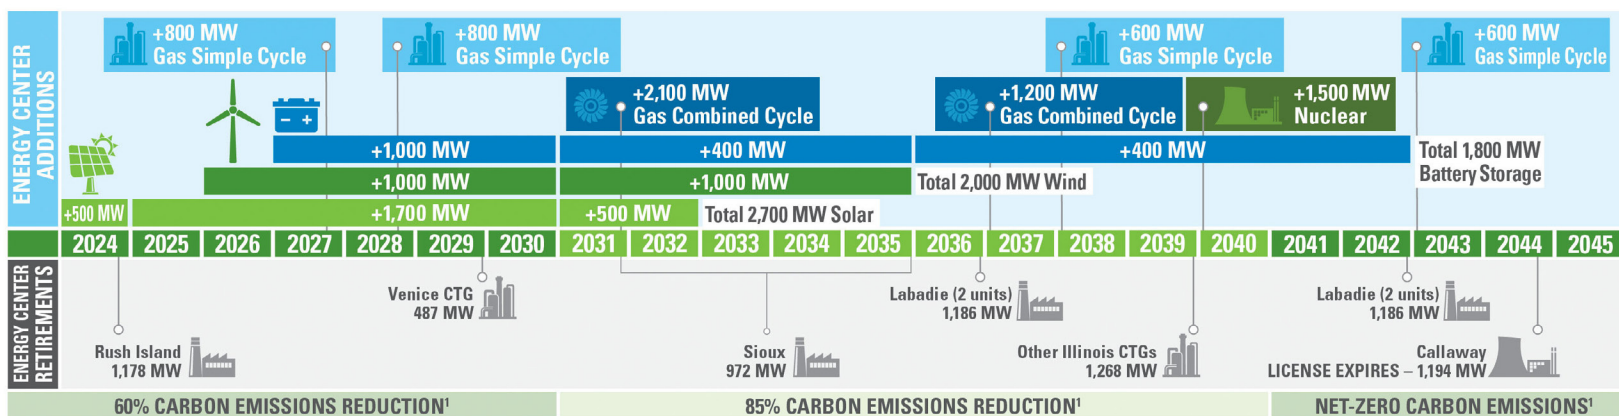 ENERGY CENTER
ADDITIONS
+800 MW
Gas Simple Cycle
+800 MW
Gas Simple Cycle
+600 MW
Gas Simple Cycle
+600 MW
Gas Simple Cycle
+2,100 MW
Gas Combined Cycle
+1,200 MW
Gas Combined Cycle
+1,500 MW
Nuclear
+1,000 MW
+400 MW
+400 MW
Total 1,800 MW
Battery Storage
+1,000 MW
+1,000 MW
Total 2,000 MW Wind
+500 MW
+1,700 MW
+500 MW
Total 2,700 MW Solar
2024 2025 2026 2027 2028 2029 2030 2031 2032 2033 2034 2035 2036 2037 2038 2039 2040 2041 2042 2043 2044 2045
ENERGY CENTER
RETIREMENTS
Venice CTG
487 MW
Labadie (2 units)
1,186 MW
Labadie (2 units)
1,186 MW
Rush Island
1,178 MW
Sioux
972 MW
Other Illinois CTGs
1,268 MW
Callaway
LICENSE EXPIRES – 1,194 MW
60% CARBON EMISSIONS REDUCTION¹
85% CARBON EMISSIONS REDUCTION¹
NET-ZERO CARBON EMISSIONS¹